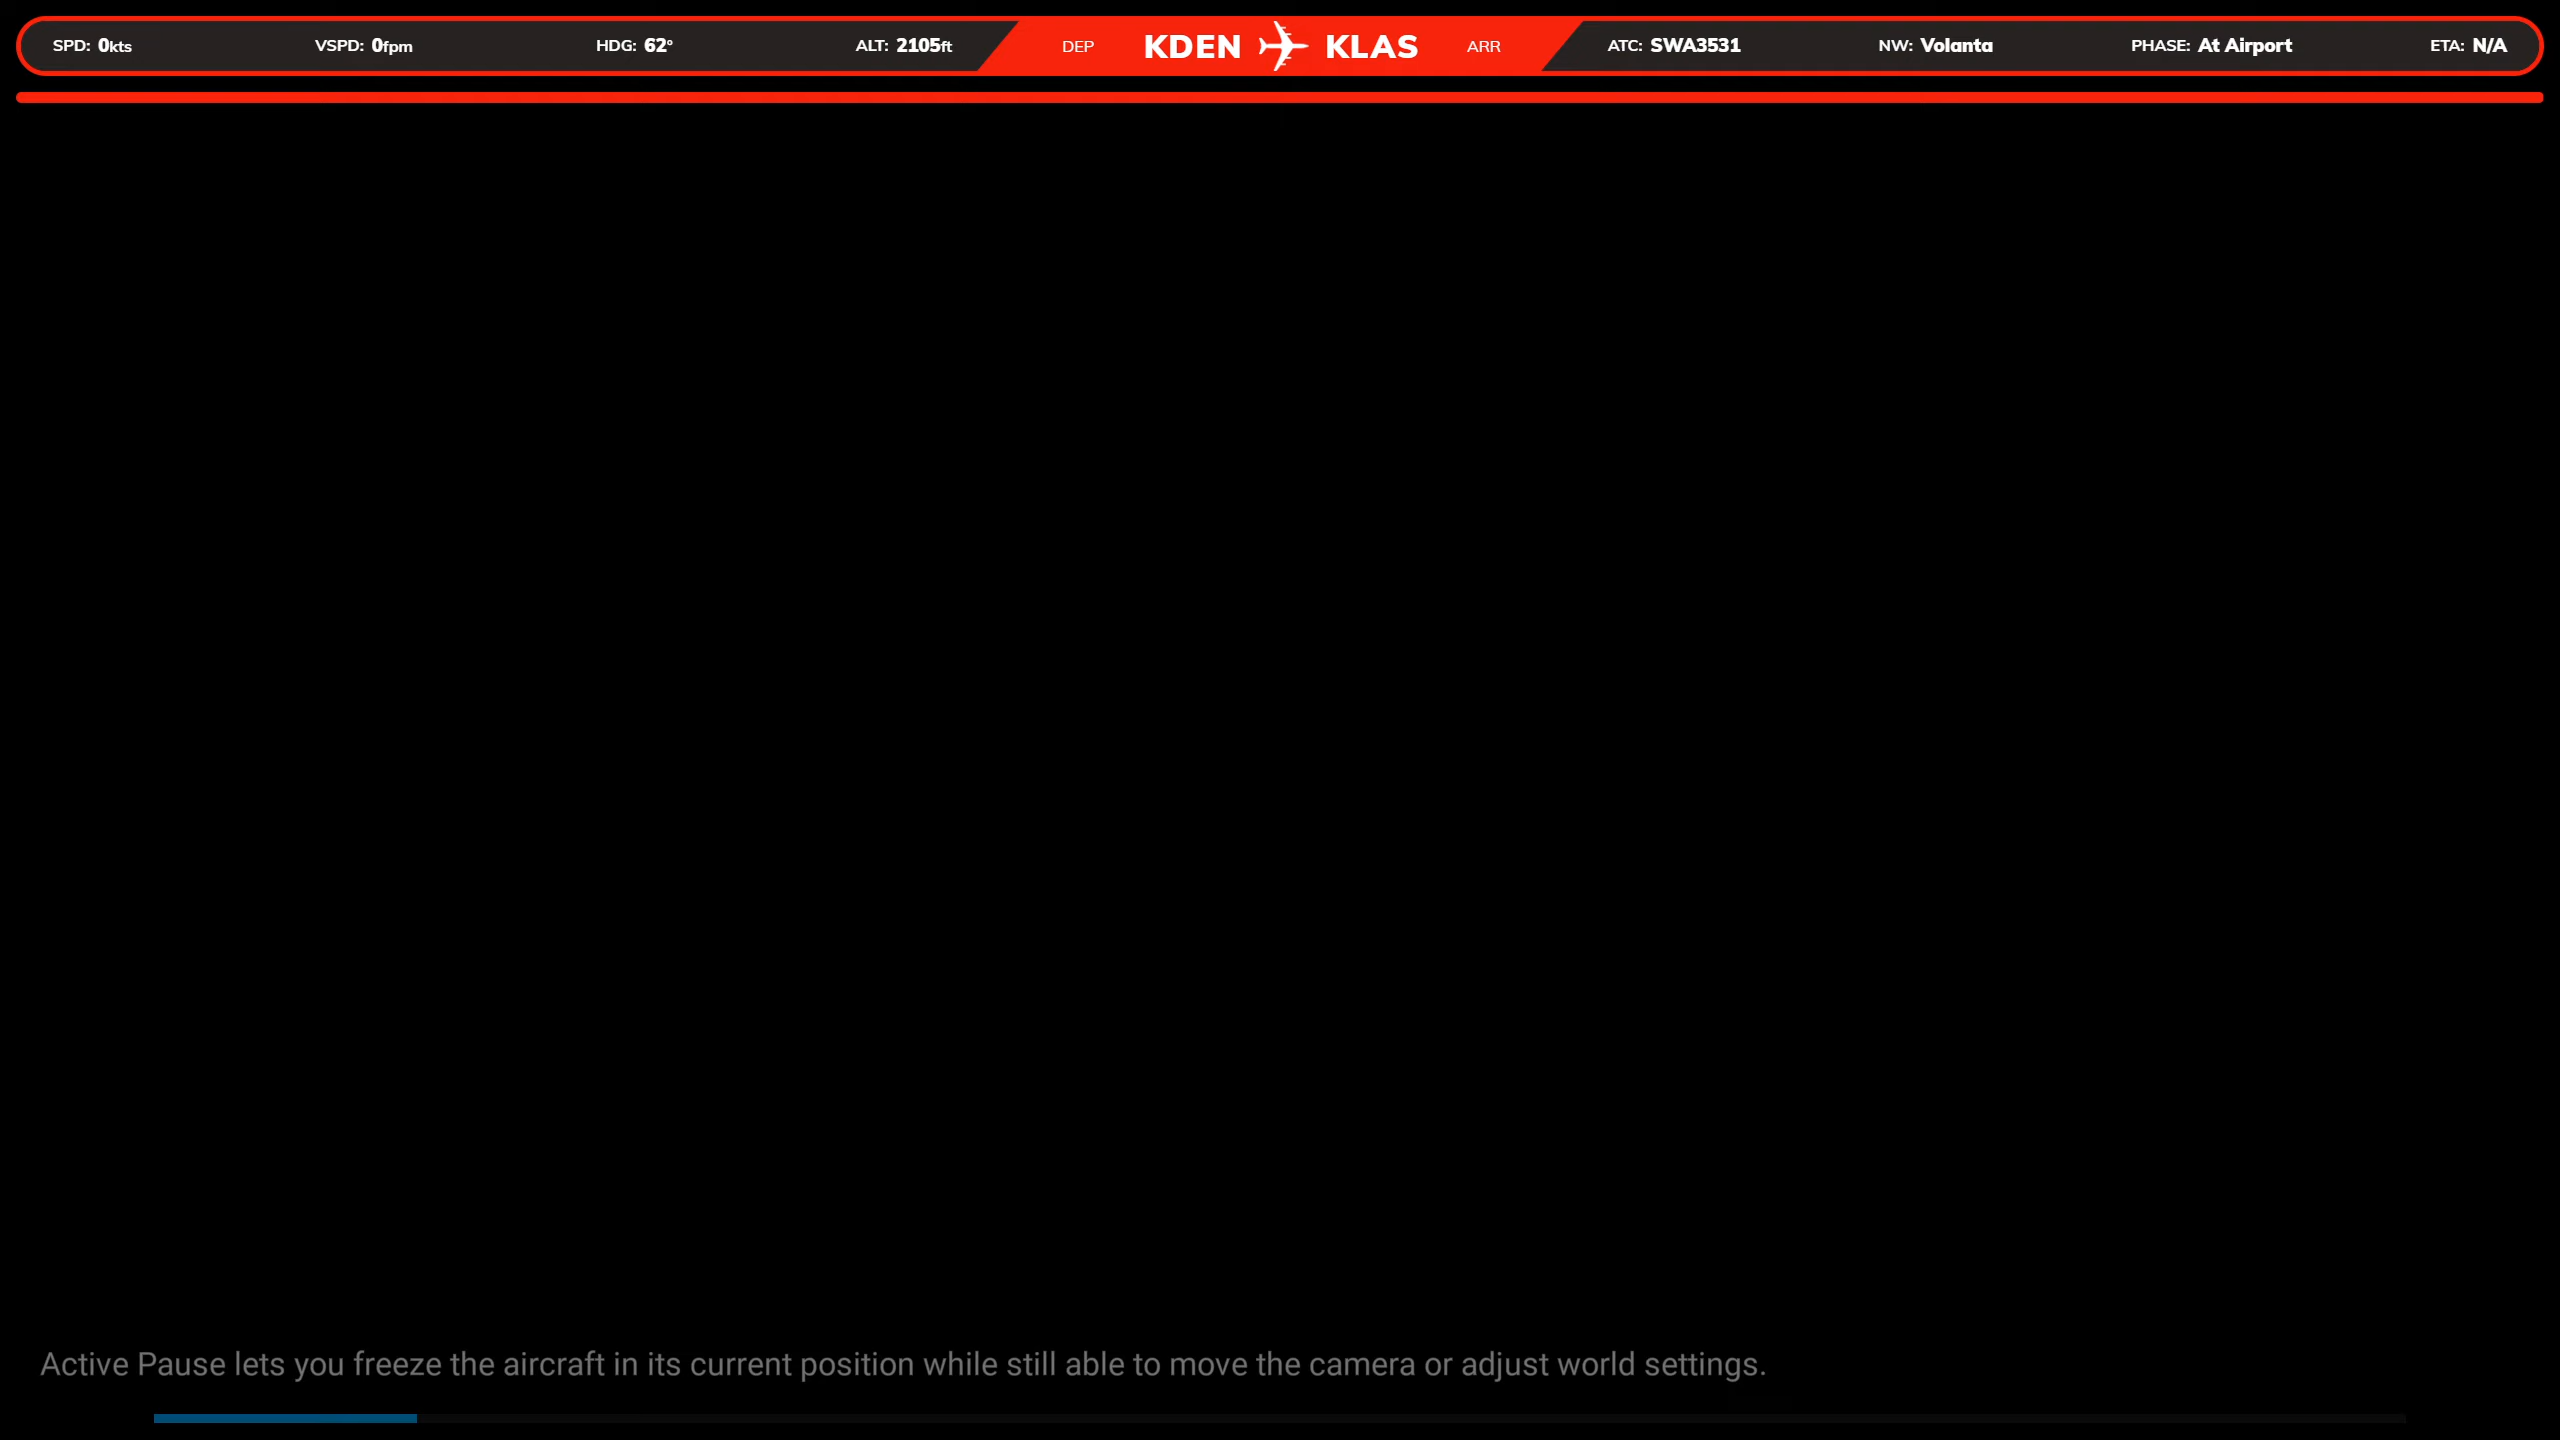 SPD: 0kts VSPD: 0fpm HDG: 62° ALT: 2105ft DEP KDEN KLAS ARR ATC: SWA3531 NW: Volanta PHASE: At Airport ETA: N/A
Active Pause lets you freeze the aircraft in its current position while still able to move the camera or adjust world settings.